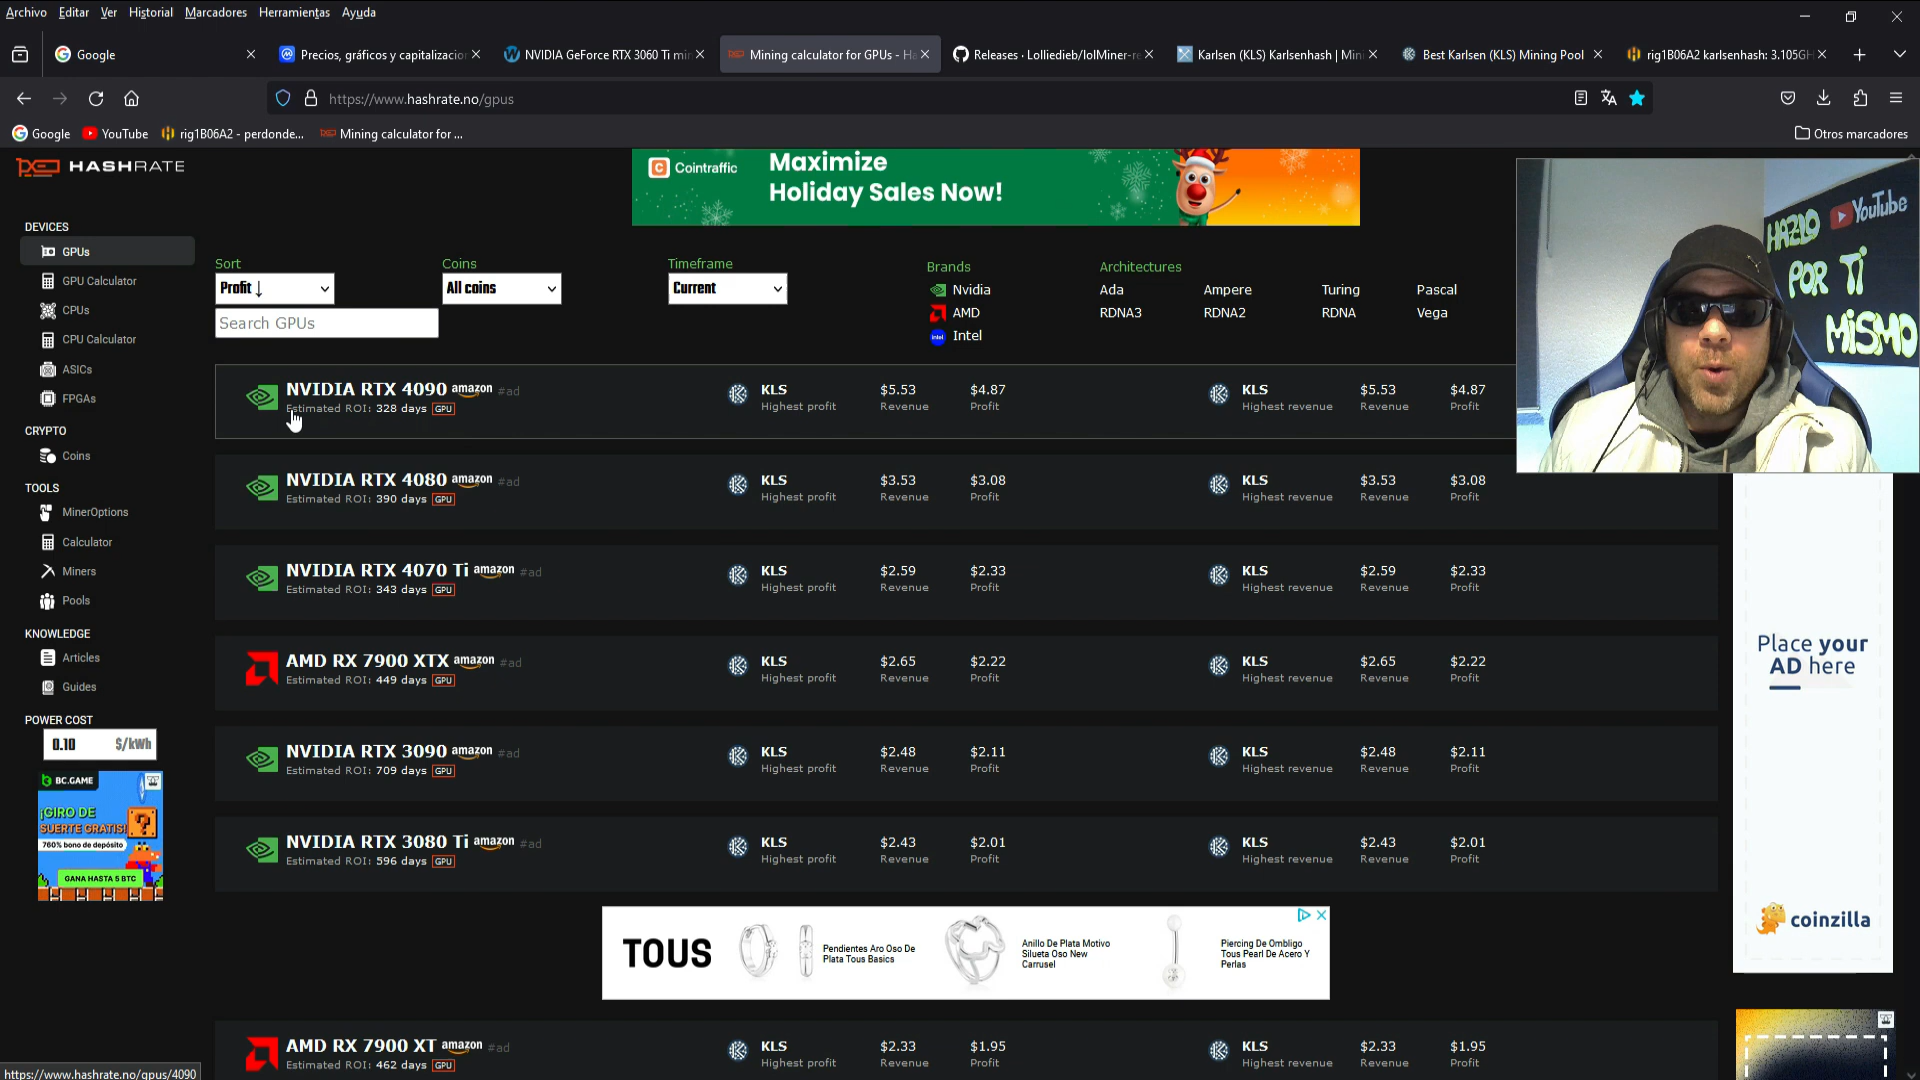 Archivo Editar Ver Historial Marcadores Herramientas Ayuda
Google
Precios, gráficos y capitalizacion
NVIDIA GeForce RTX 3060 Ti min
Mining calculator for GPUs - Ha
Releases · Lolliedieb/lolMiner-re
Karlsen (KLS) Karlsenhash | Mini
Best Karlsen (KLS) Mining Pool
rig1B06A2 karlsenhash: 3.105GH
https://www.hashrate.no/gpus
Google YouTube rig1B06A2 - perdonde... Mining calculator for ... Otros marcadores
HASHRATE
Cointraffic
Maximize
Holiday Sales Now!
HAZLO
YouTube
POR TI
MISMO
DEVICES
GPUs
GPU Calculator
CPUs
CPU Calculator
ASICs
FPGAs
CRYPTO
Coins
TOOLS
MinerOptions
Calculator
Miners
Pools
KNOWLEDGE
Articles
Guides
POWER COST
0.10 $/kWh
BC.GAME
¡GIRO DE
SUERTE GRATIS!
760% bono de depósito
GANA HASTA 5 BTC
Sort
Profit ↓
Search GPUs
Coins
All coins
Timeframe
Current
Brands
Nvidia
AMD
intel Intel
Architectures
Ada Ampere Turing Pascal
RDNA3 RDNA2 RDNA Vega
NVIDIA RTX 4090 amazon #ad KLS $5.53 $4.87 KLS $5.53 $4.87
Estimated ROI: 328 days GPU Highest profit Revenue Profit Highest revenue Revenue Profit
NVIDIA RTX 4080 amazon #ad KLS $3.53 $3.08 KLS $3.53 $3.08
Estimated ROI: 390 days GPU Highest profit Revenue Profit Highest revenue Revenue Profit
NVIDIA RTX 4070 Ti amazon #ad KLS $2.59 $2.33 KLS $2.59 $2.33
Estimated ROI: 343 days GPU Highest profit Revenue Profit Highest revenue Revenue Profit
AMD RX 7900 XTX amazon #ad KLS $2.65 $2.22 KLS $2.65 $2.22
Estimated ROI: 449 days GPU Highest profit Revenue Profit Highest revenue Revenue Profit
NVIDIA RTX 3090 amazon #ad KLS $2.48 $2.11 KLS $2.48 $2.11
Estimated ROI: 709 days GPU Highest profit Revenue Profit Highest revenue Revenue Profit
NVIDIA RTX 3080 Ti amazon #ad KLS $2.43 $2.01 KLS $2.43 $2.01
Estimated ROI: 596 days GPU Highest profit Revenue Profit Highest revenue Revenue Profit
TOUS
Pendientes Aro Oso De
Plata Tous Basics
Anillo De Plata Motivo
Silueta Oso New
Carrusel
Piercing De Ombligo
Tous Pearl De Acero Y
Perlas
AMD RX 7900 XT amazon #ad KLS $2.33 $1.95 KLS $2.33 $1.95
Estimated ROI: 462 days GPU Highest profit Revenue Profit Highest revenue Revenue Profit
Place your
AD here
coinzilla
https://www.hashrate.no/gpus/4090